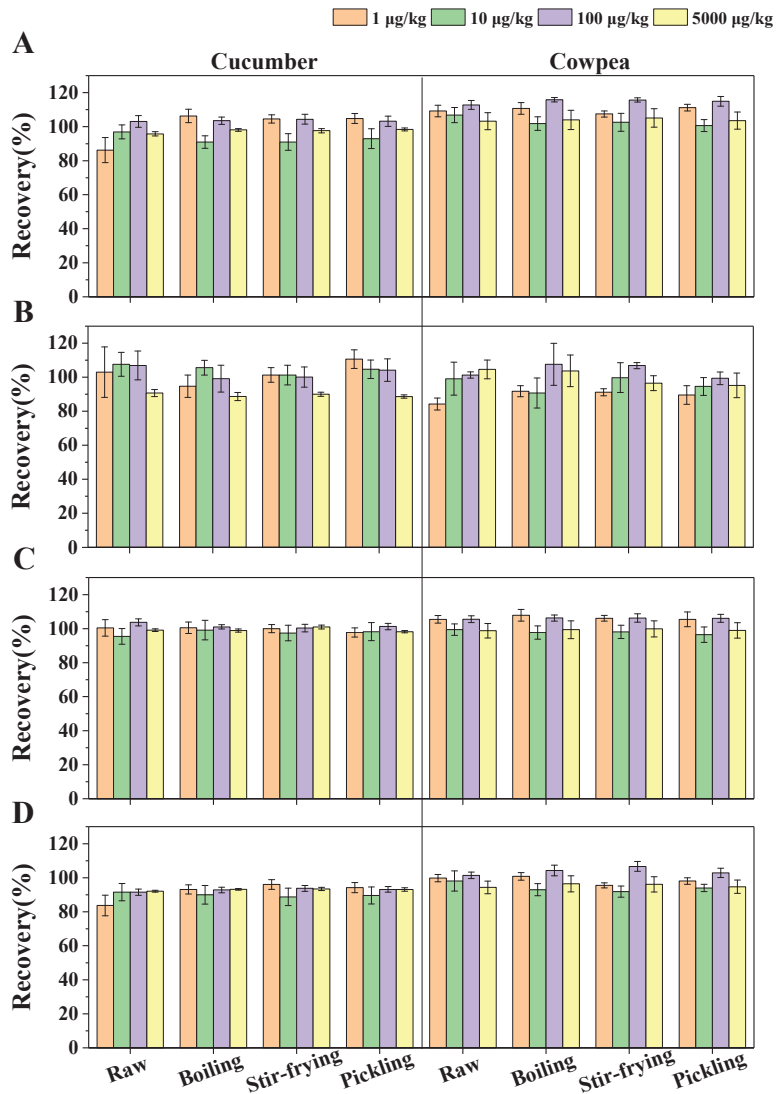 1 μg/kg 10 μg/kg 100 μg/kg 5000 μg/kg
A
Cucumber Cowpea
Recovery(%)
120
100
80
60
40
20
0
B
Recovery(%)
120
100
80
60
40
20
0
C
Recovery(%)
120
100
80
60
40
20
0
D
Recovery(%)
120
100
80
60
40
20
0
Raw Boiling Stir-frying Pickling Raw Boiling Stir-frying Pickling